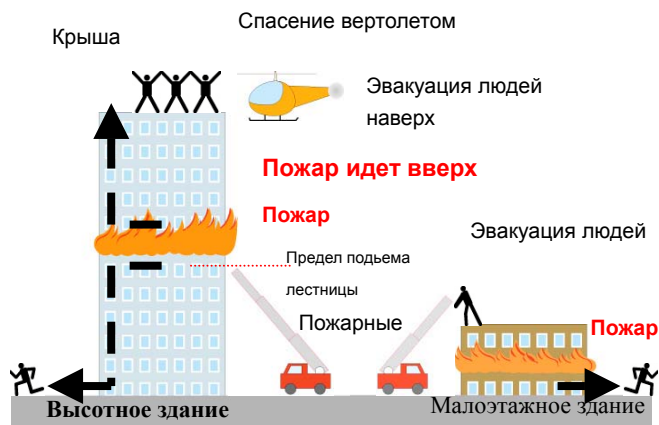 Спасение вертолетом
Крыша
Эвакуация людей
наверх
Пожар идет вверх
Пожар
Эвакуация людей
Предел подьема
лестницы
Пожарные
Пожар
Высотное здание
Малоэтажное здание